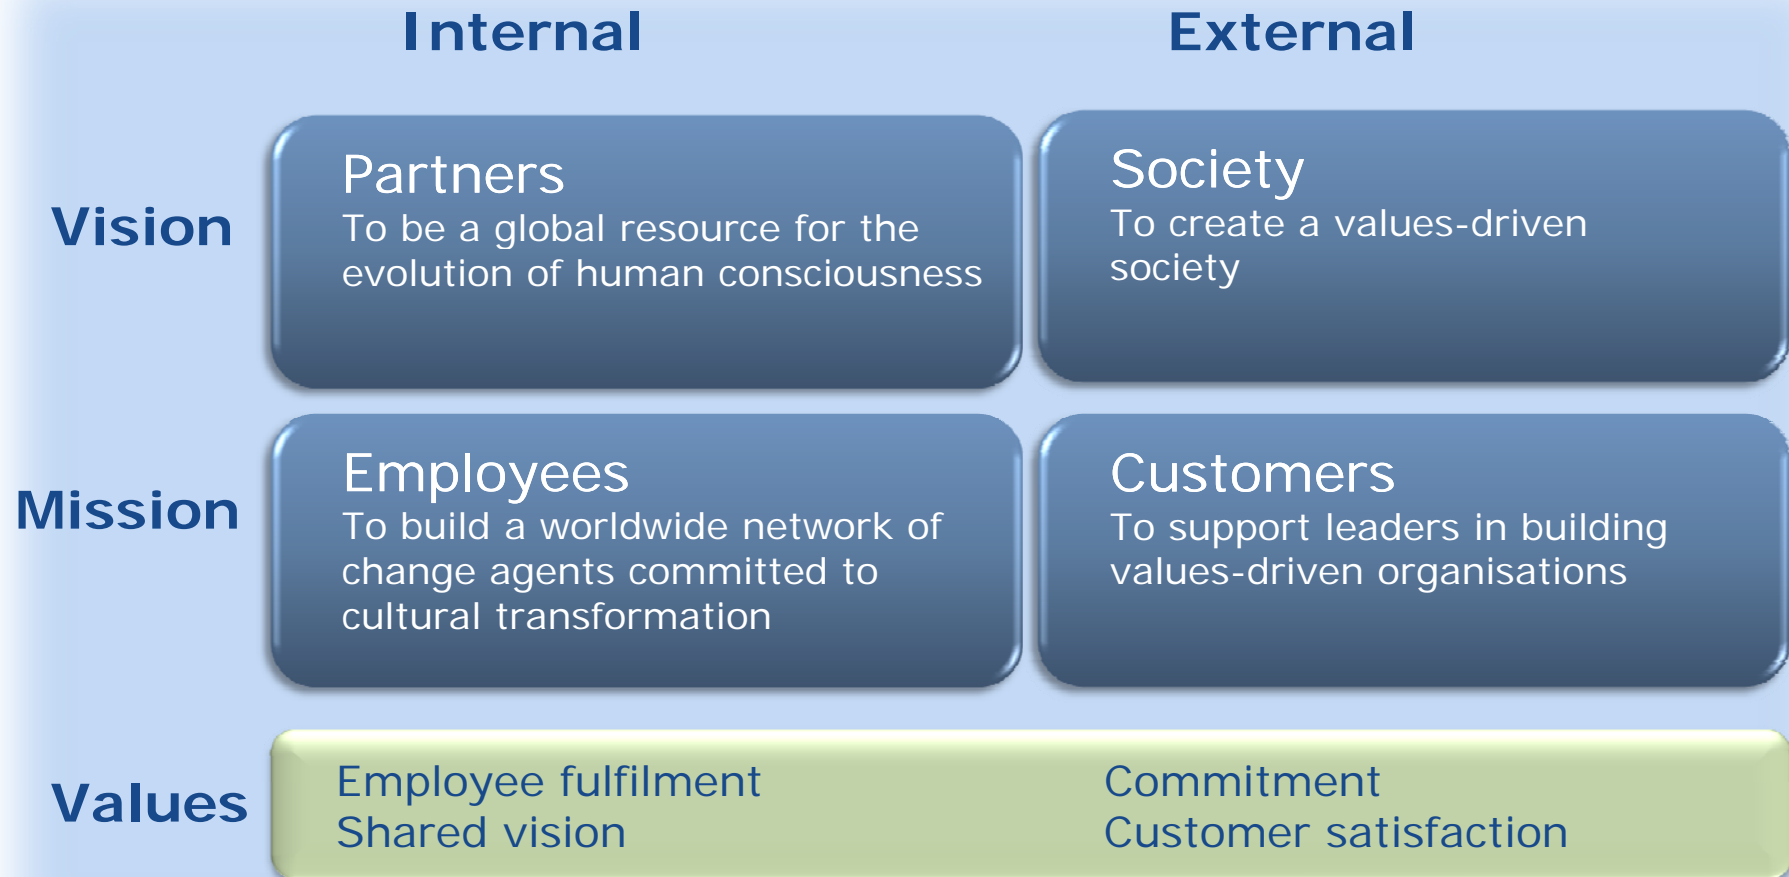 Internal
External
Vision
Partners
To be a global resource for the
evolution of human consciousness
Society
To create a values-driven
society
Mission
Employees
To build a worldwide network of
change agents committed to
cultural transformation
Customers
To support leaders in building
values-driven organisations
Values
Employee fulfilment
Shared vision
Commitment
Customer satisfaction